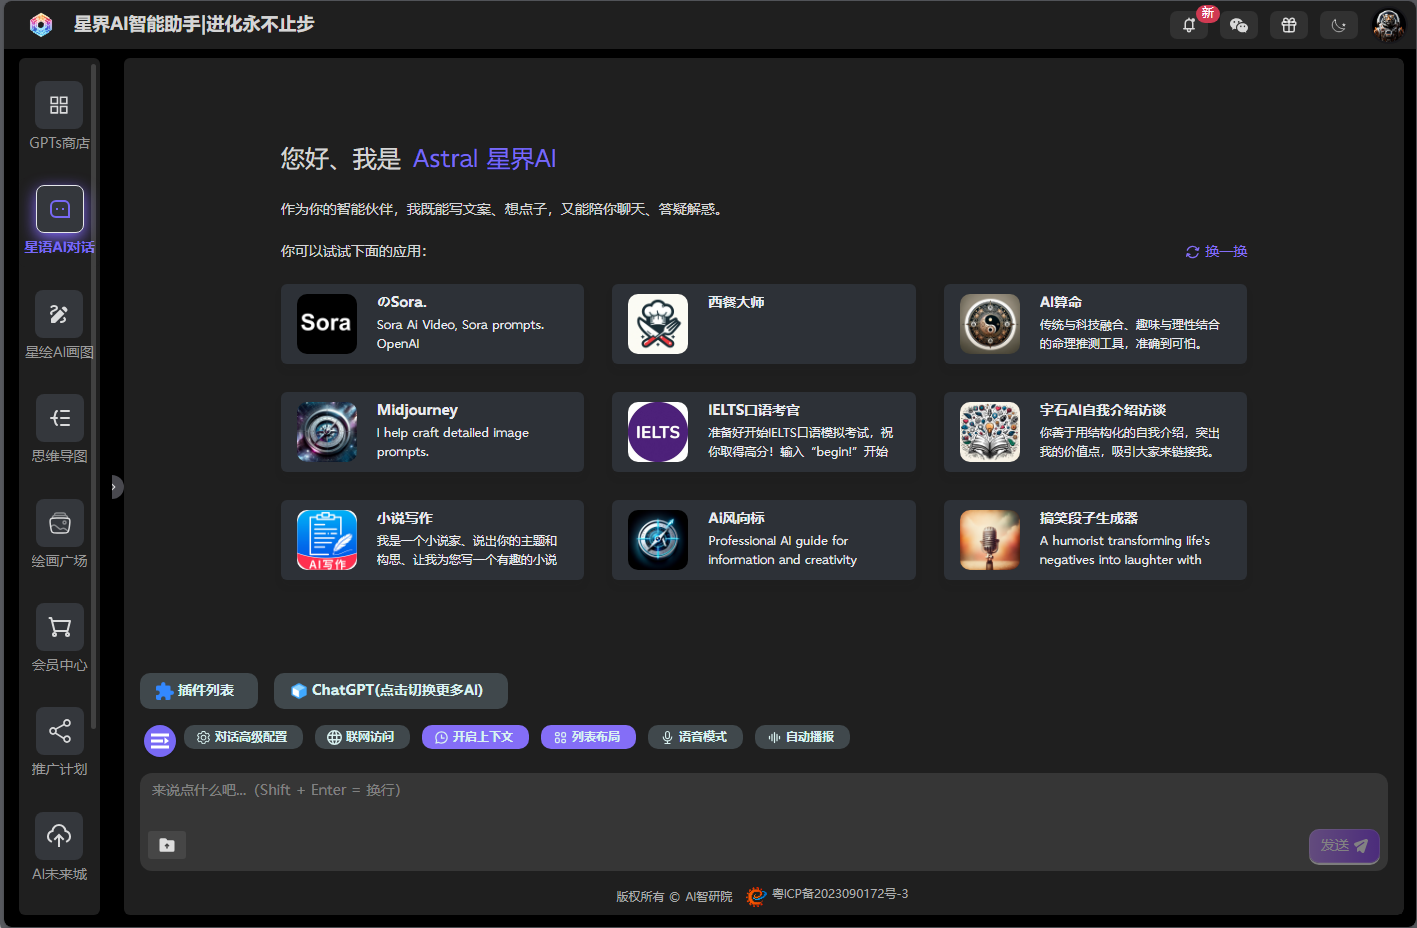 星界AI智能助手|进化永不止步
新
GPTs商店
星语AI对话
星绘AI画图
思维导图
绘画广场
会员中心
推广计划
AI未来城
您好、我是 Astral 星界AI
作为你的智能伙伴，我既能写文案、想点子，又能陪你聊天、答疑解惑。
你可以试试下面的应用：
换一换
Sora
のSora.
Sora Ai Video, Sora prompts.
OpenAI
西餐大师
AI算命
传统与科技融合、趣味与理性结合
的命理推测工具，准确到可怕。
Midjourney
I help craft detailed image
prompts.
IELTS
IELTS口语考官
准备好开始IELTS口语模拟考试，祝
你取得高分！输入“begin!”开始
宇石AI自我介绍访谈
你善于用结构化的自我介绍，突出
我的价值点，吸引大家来链接我。
AI写作
小说写作
我是一个小说家、说出你的主题和
构思、让我为您写一个有趣的小说
Ai风向标
Professional AI guide for
information and creativity
搞笑段子生成器
A humorist transforming life's
negatives into laughter with
插件列表
ChatGPT(点击切换更多AI)
对话高级配置
联网访问
开启上下文
列表布局
语音模式
自动播报
来说点什么吧...（Shift + Enter = 换行）
发送
版权所有 © AI智研院
粤ICP备2023090172号-3